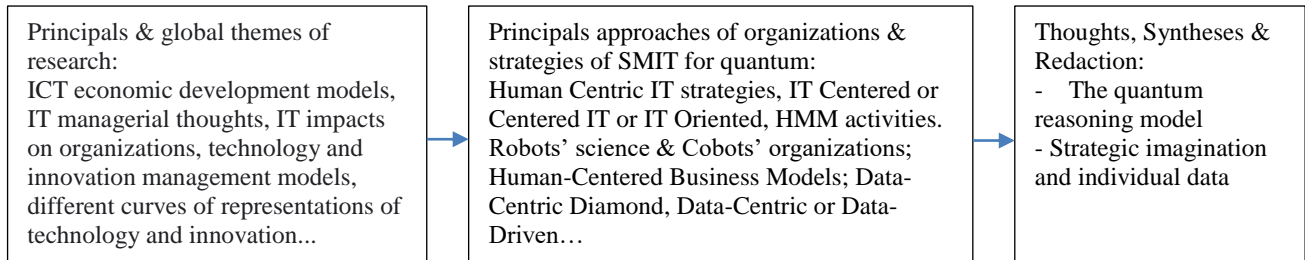 Principals & global themes of
research:
ICT economic development models,
IT managerial thoughts, IT impacts
on organizations, technology and
innovation management models,
different curves of representations of
technology and innovation...
Principals approaches of organizations &
strategies of SMIT for quantum:
Human Centric IT strategies, IT Centered or
Centered IT or IT Oriented, HMM activities.
Robots’ science & Cobots’ organizations;
Human-Centered Business Models; Data-
Centric Diamond, Data-Centric or Data-
Driven…
Thoughts, Syntheses &
Redaction:
- The quantum
reasoning model
- Strategic imagination
and individual data